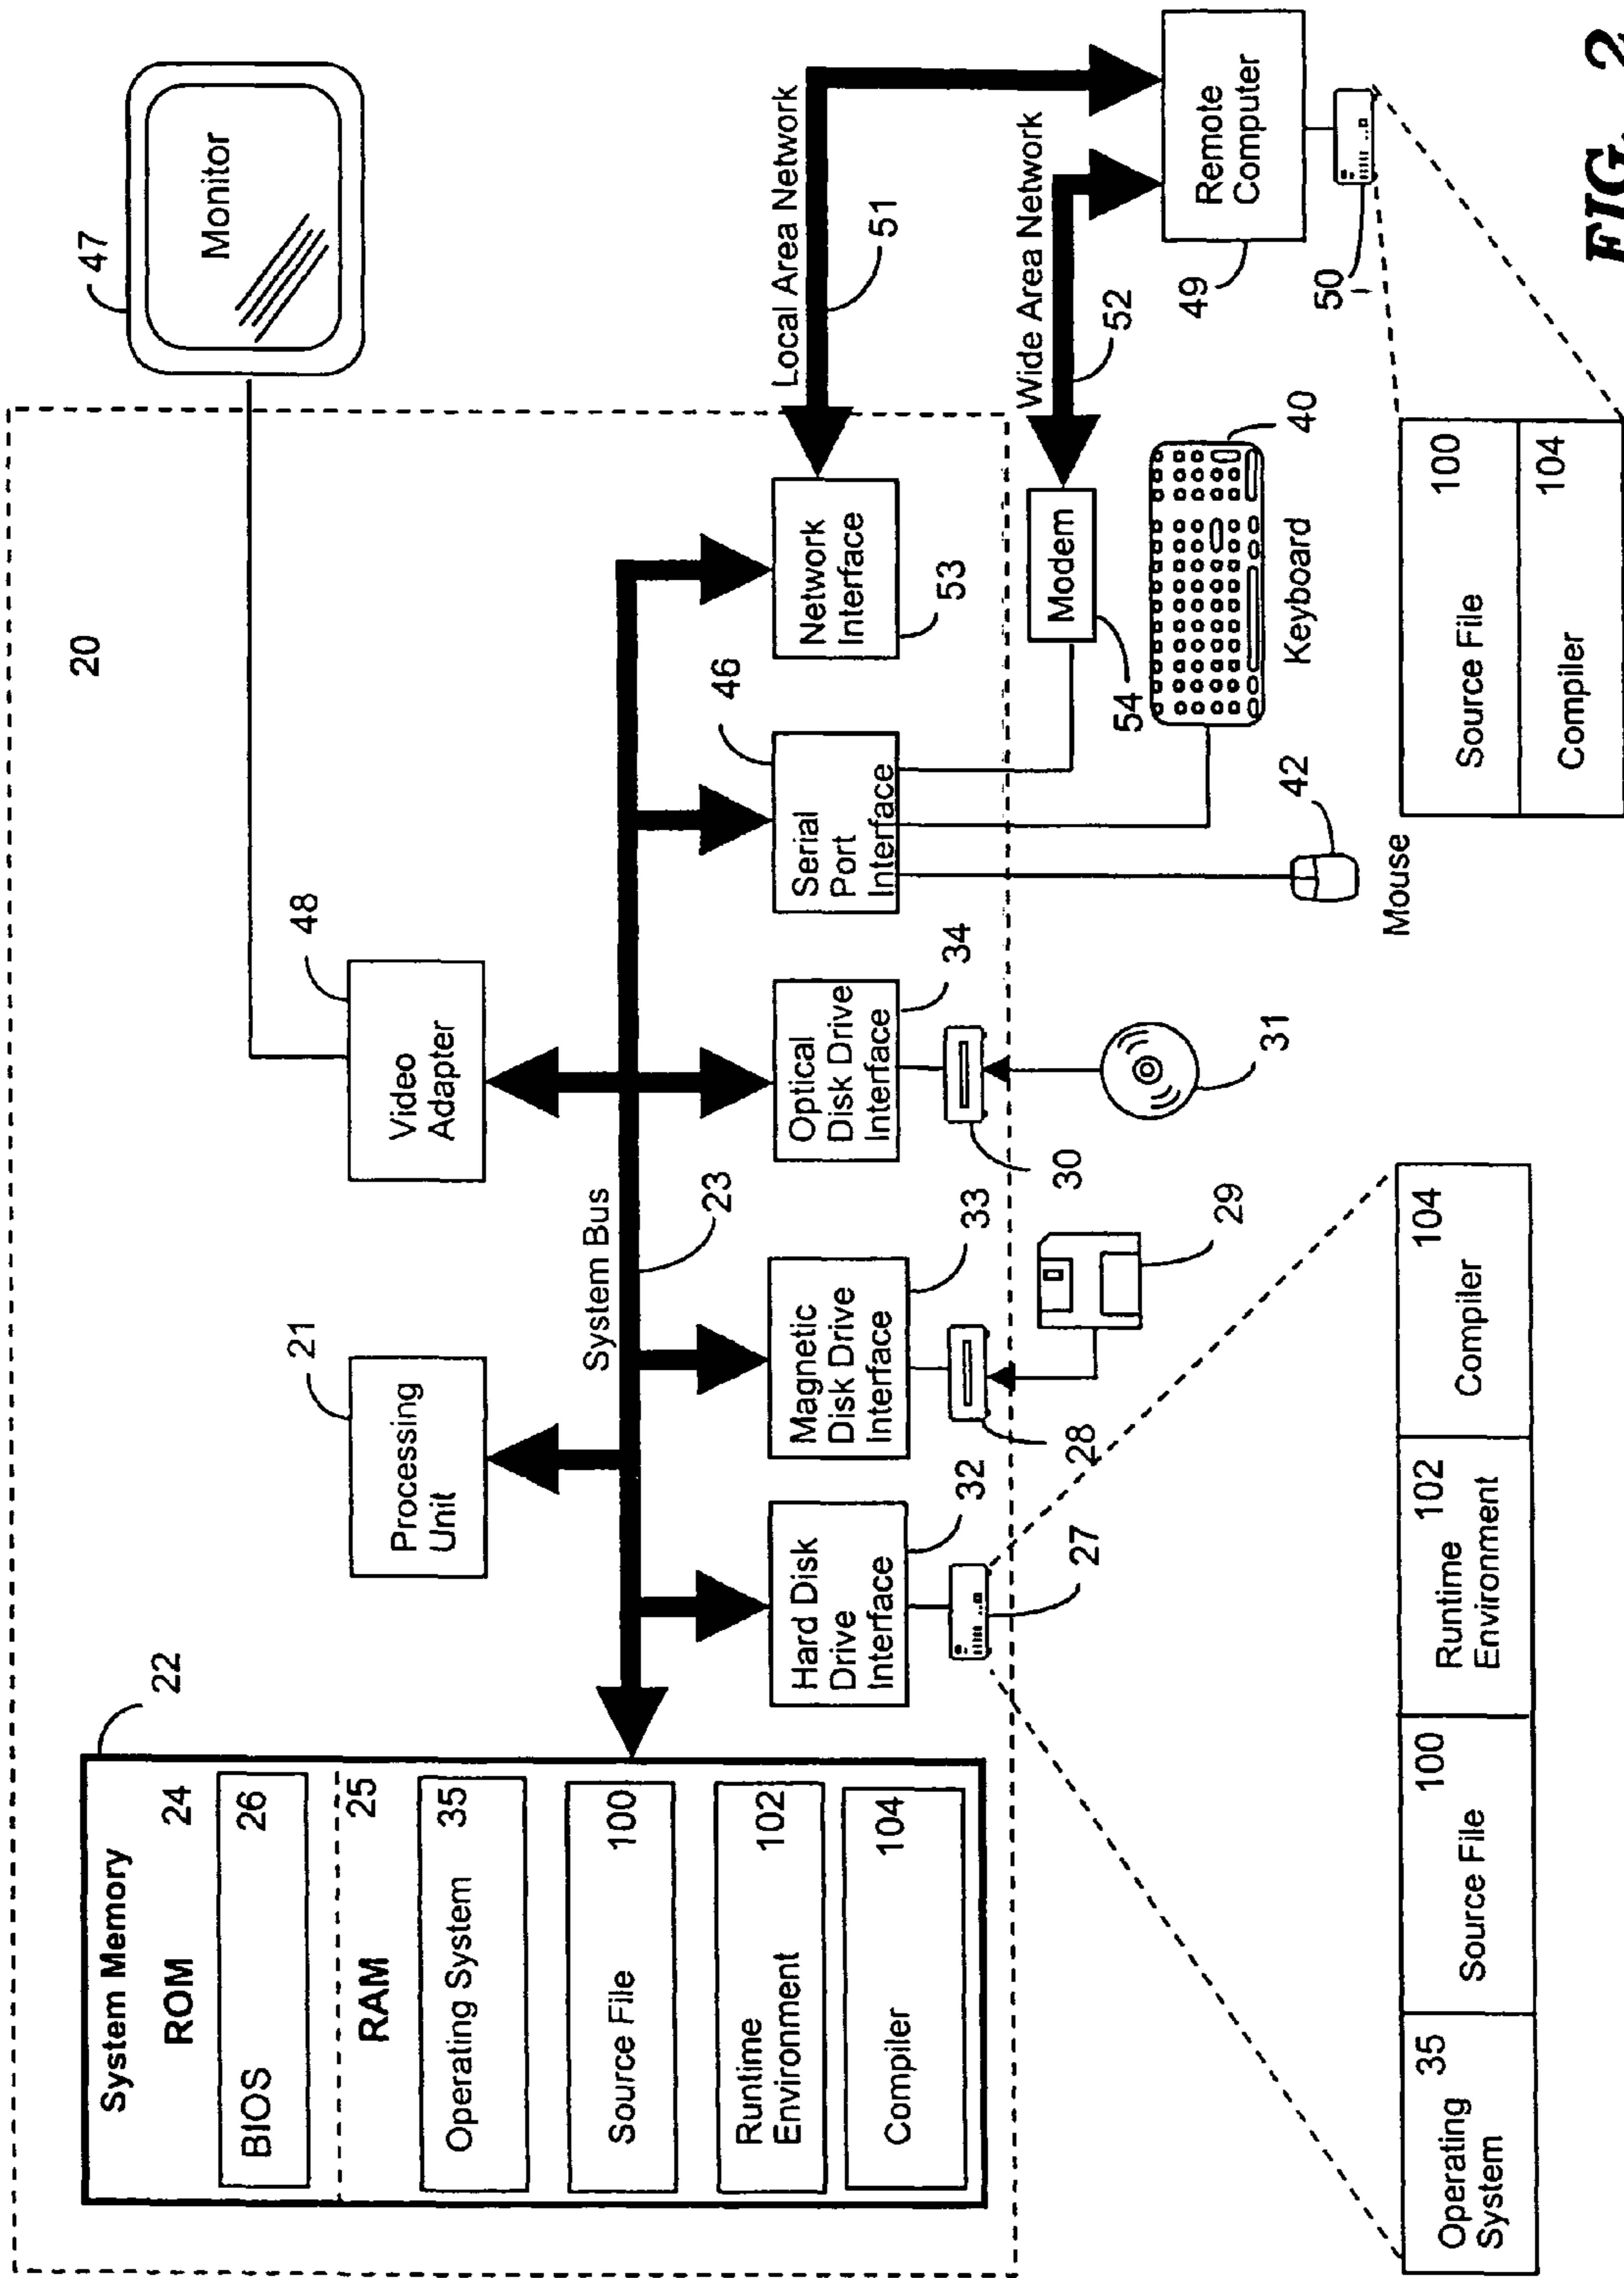 System Memory
22
ROM
24
BIOS
26
RAM
25
Operating System
35
Source File
100
Runtime
Environment
102
Compiler
104
20
Processing
Unit
21
Video
Adapter
48
Monitor
47
System Bus
23
Hard Disk
Drive
Interface
32
Magnetic
Disk Drive
Interface
33
Optical
Disk Drive
Interface
34
Serial
Port
Interface
46
Network
Interface
53
Local Area Network
51
27
28
29
30
31
Modem
54
Wide Area Network
52
Keyboard
40
Mouse
42
Remote
Computer
49
50
Operating
System
35
Source File
100
Runtime
Environment
102
Compiler
104
Source File
100
Compiler
104
FIG. 2